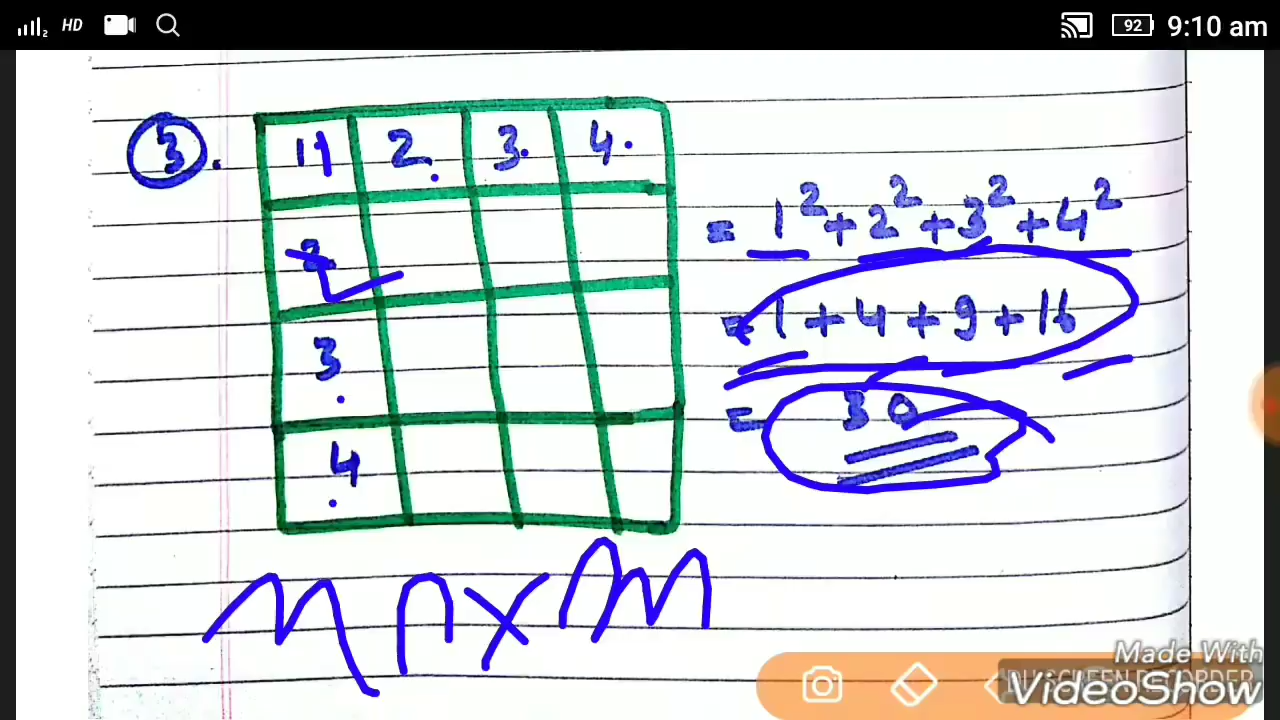 HD 92 9:10 am
3.
11 2. 3. 4.
2
3
4
= 1² + 2² + 3² + 4²
= 1 + 4 + 9 + 16
= 30
n x m
Made With
VideoShow